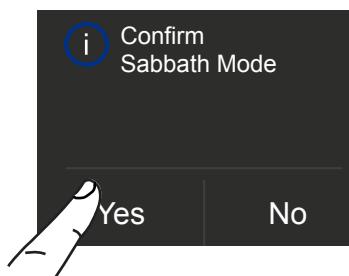 i
Confirm
Sabbath Mode
Yes
No